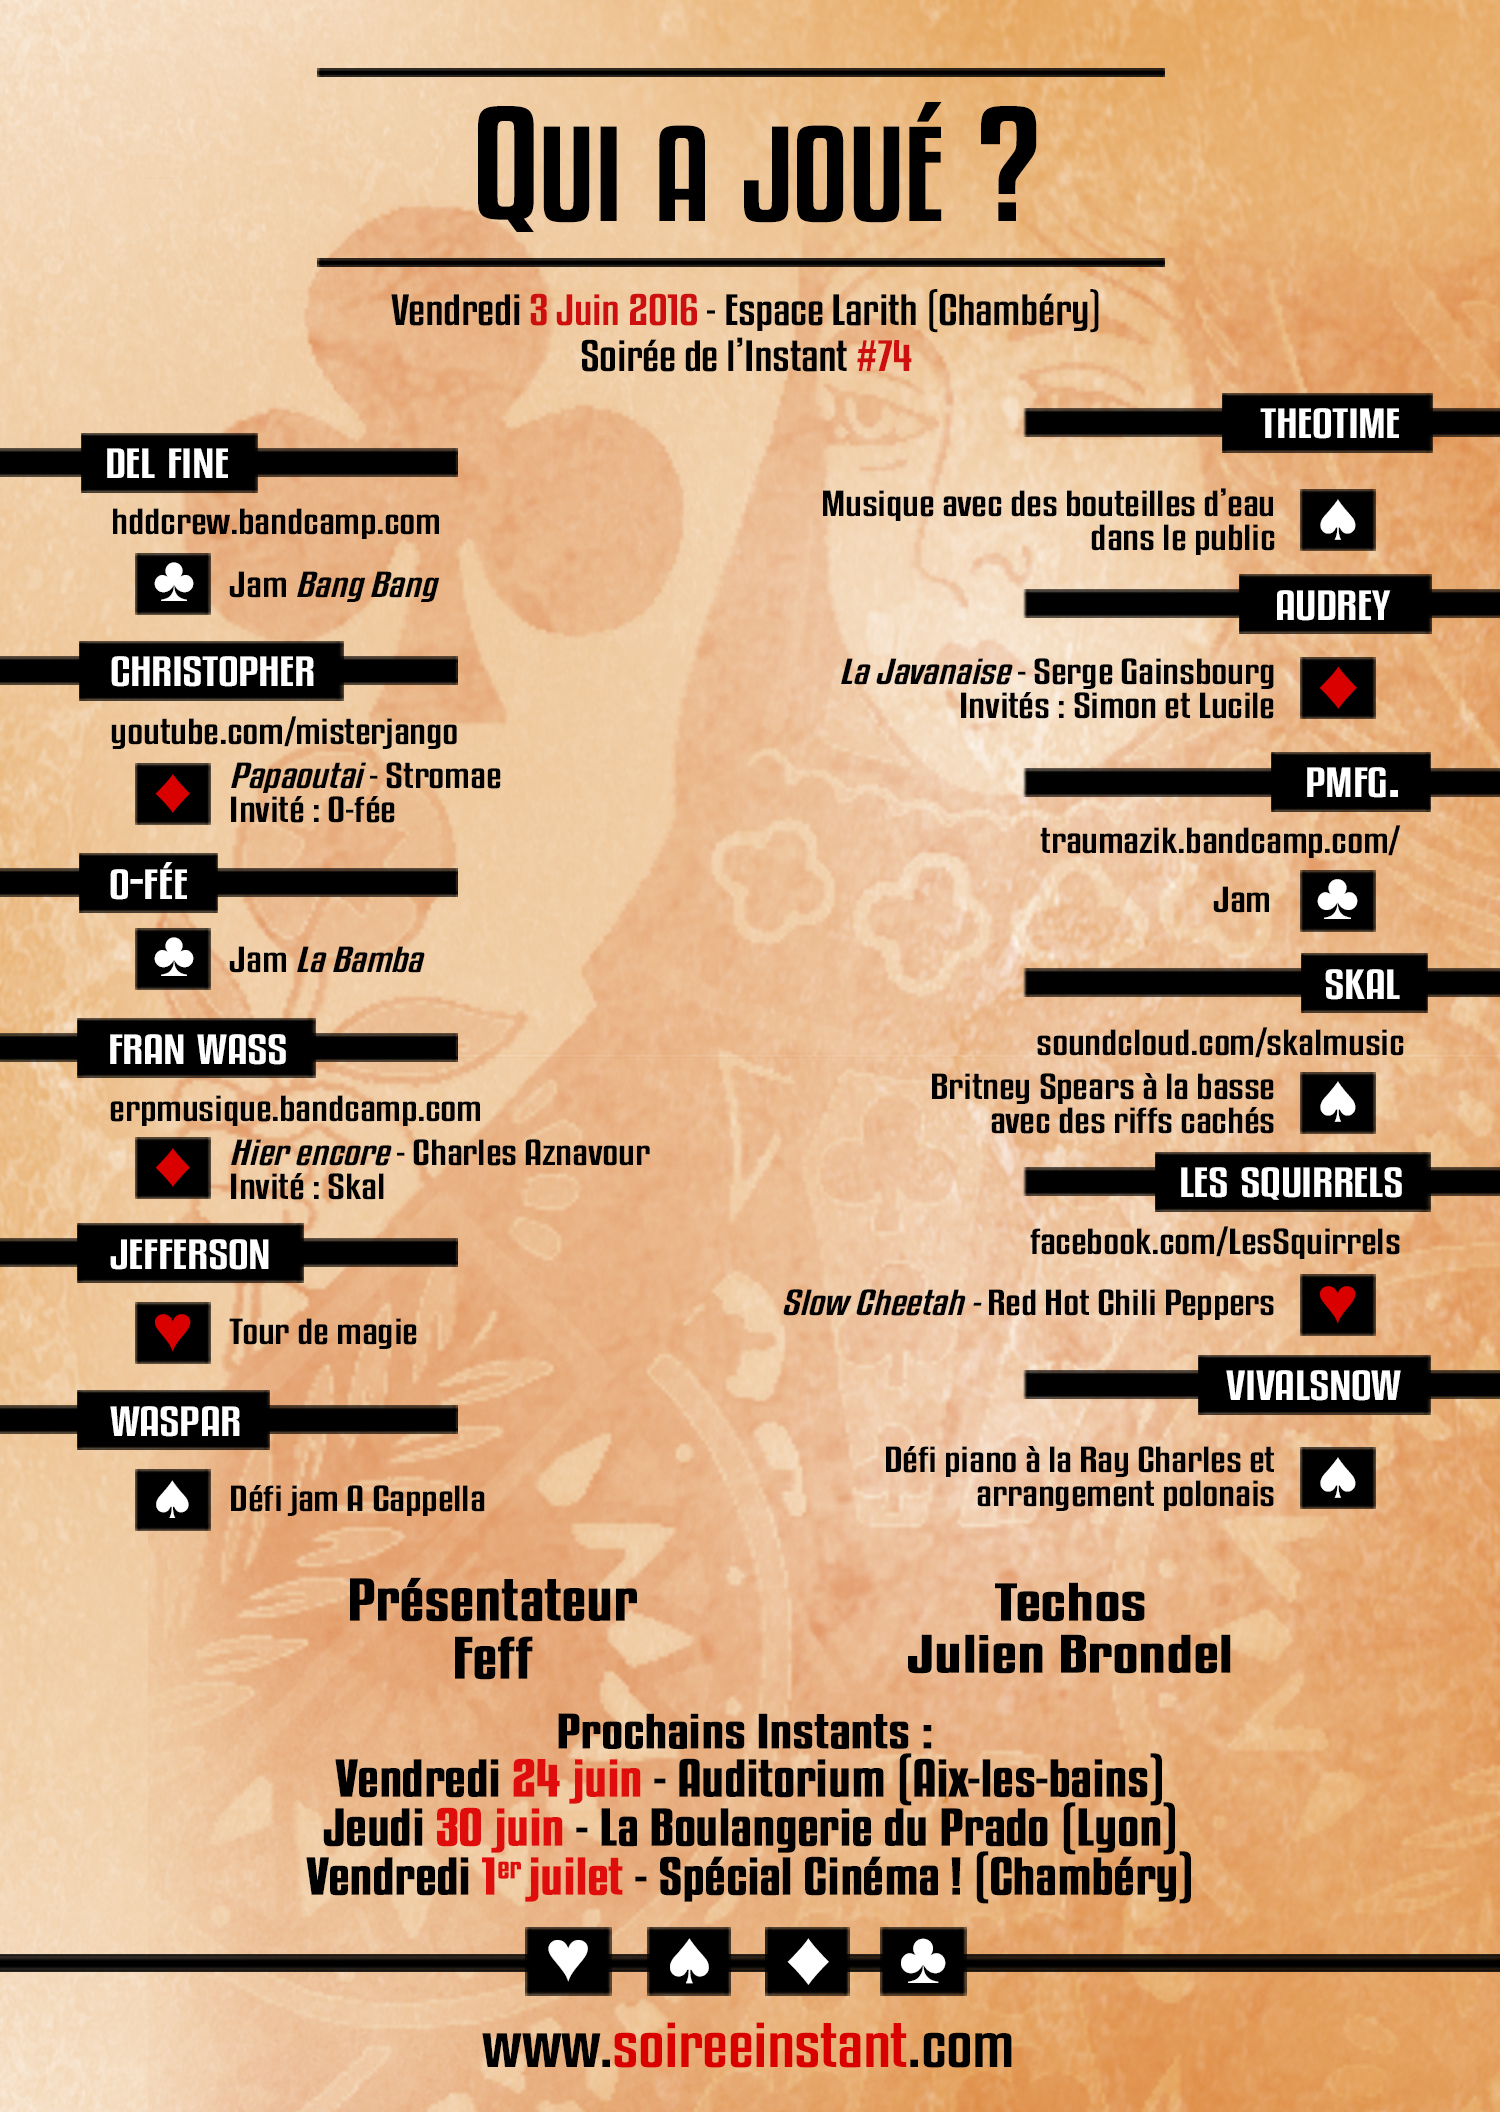 Qui a joué ?
Vendredi 3 Juin 2016 - Espace Larith (Chambéry)
Soirée de l'Instant #74
DEL FINE
hddcrew.bandcamp.com
Jam Bang Bang
CHRISTOPHER
youtube.com/misterjango
Papaoutai - Stromae
Invité : O-fée
O-FÉE
Jam La Bamba
FRAN WASS
erpmusique.bandcamp.com
Hier encore - Charles Aznavour
Invité : Skal
JEFFERSON
Tour de magie
WASPAR
Défi jam A Cappella
THEOTIME
Musique avec des bouteilles d'eau
dans le public
AUDREY
La Javanaise - Serge Gainsbourg
Invités : Simon et Lucile
PMFG.
traumazik.bandcamp.com/
Jam
SKAL
soundcloud.com/skalmusic
Britney Spears à la basse
avec des riffs cachés
LES SQUIRRELS
facebook.com/LesSquirrels
Slow Cheetah - Red Hot Chili Peppers
VIVALSNOW
Défi piano à la Ray Charles et
arrangement polonais
Présentateur
Feff
Techos
Julien Brondel
Prochains Instants :
Vendredi 24 juin - Auditorium (Aix-les-bains)
Jeudi 30 juin - La Boulangerie du Prado (Lyon)
Vendredi 1er juilet - Spécial Cinéma ! (Chambéry)
www.soireeinstant.com